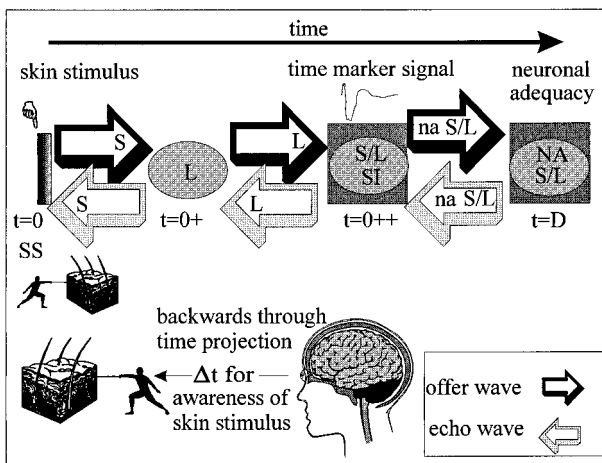 time
skin stimulus
time marker signal
neuronal
adequacy
S
L
na S/L
L
S/L
SI
NA
S/L
S
L
na S/L
t=0
t=0+
t=0++
t=D
SS
backwards through
time projection
Δt for
awareness of
skin stimulus
offer wave
echo wave